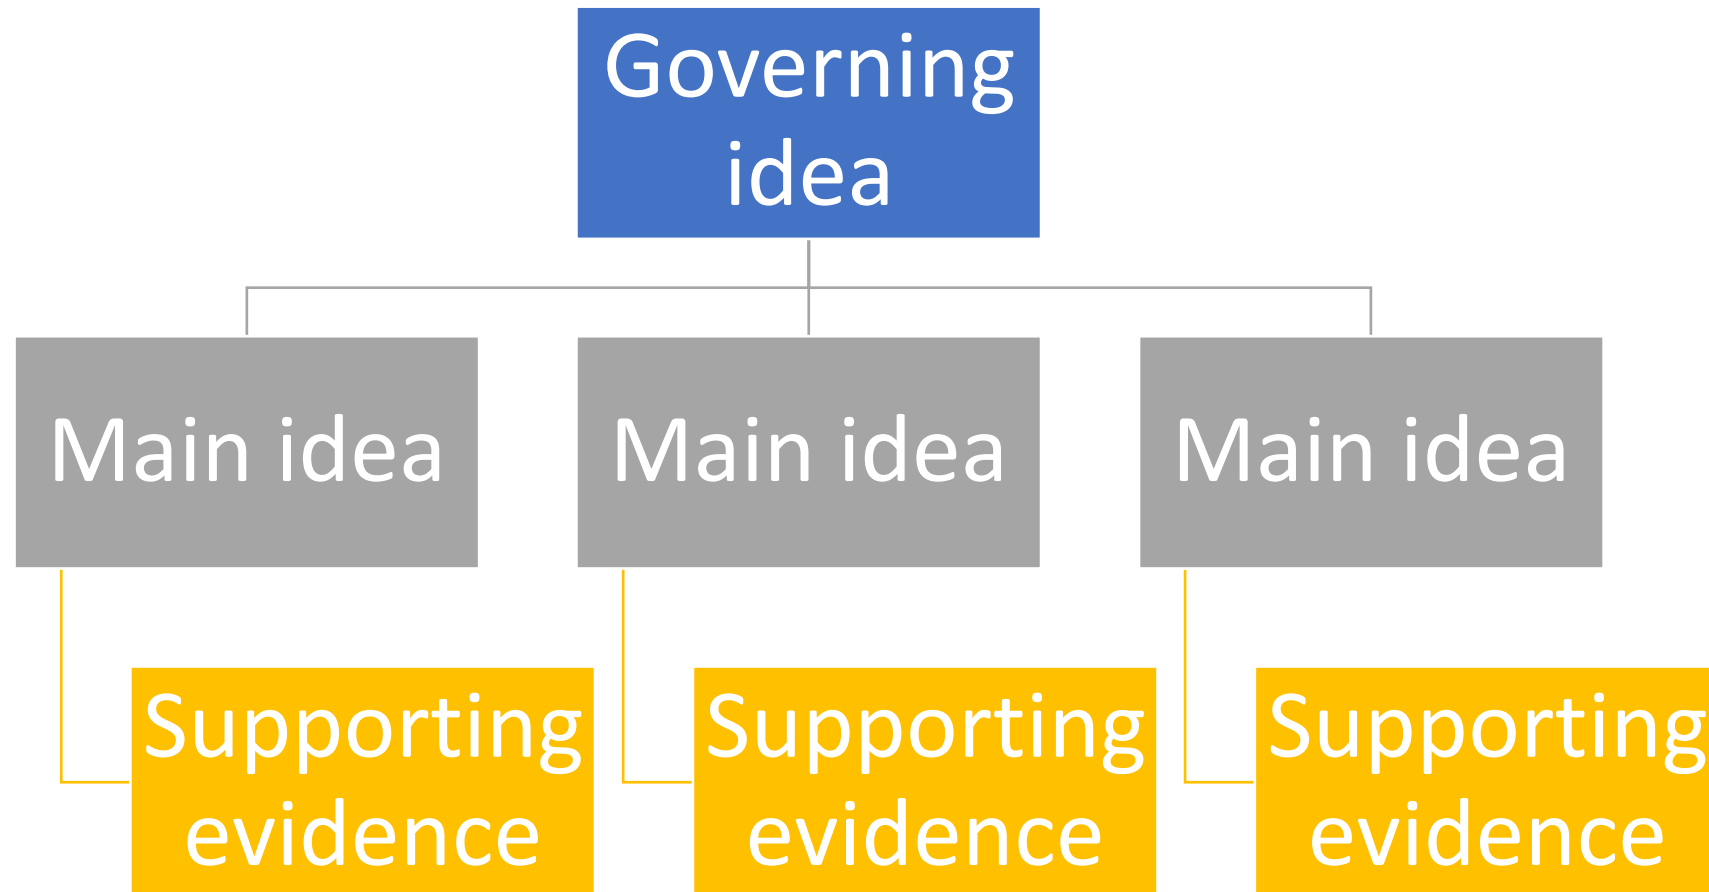 Governing
idea
Main idea
Main idea
Main idea
Supporting
evidence
Supporting
evidence
Supporting
evidence